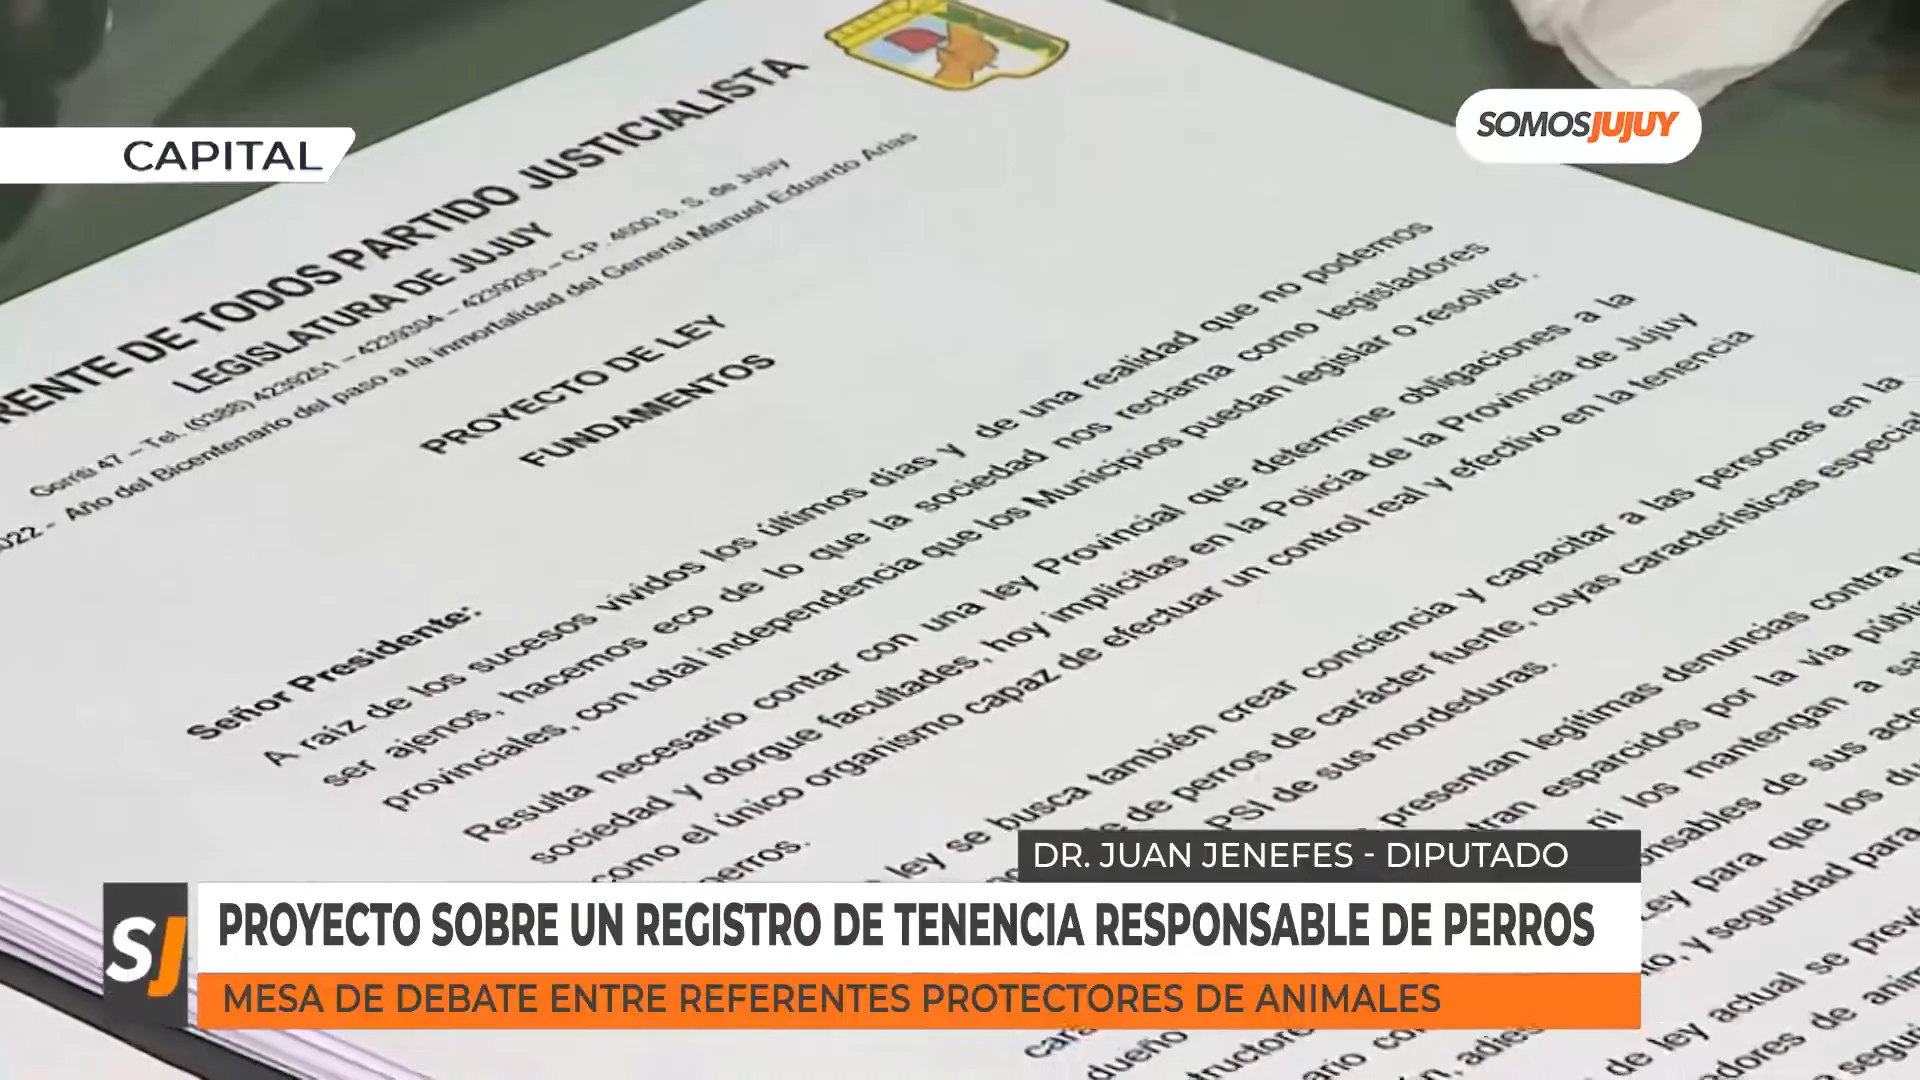 CAPITAL
SOMOSJUJUY
RENTE DE TODOS PARTIDO JUSTICIALISTA
LEGISLATURA DE JUJUY
Gorriti 47 – Tel. (0388) 4239251 – 4239304 – 4239205 – C.P. 4600 S. S. de Jujuy
022 - Año del Bicentenario del paso a la inmortalidad del General Manuel Eduardo Arias
PROYECTO DE LEY
FUNDAMENTOS
Señor Presidente:
A raíz de los sucesos vividos los últimos días y de una realidad que no podemos
ser ajenos, hacemos eco de lo que la sociedad nos reclama como legisladores
provinciales, con total independencia que los Municipios puedan legislar o resolver.
Resulta necesario contar con una ley Provincial que determine obligaciones a la
sociedad y otorgue facultades, hoy implícitas en la Policía de la Provincia de Jujuy
como el único organismo capaz de efectuar un control real y efectivo en la tenencia
perros.
ley se busca también crear conciencia y capacitar a las personas en la
de perros de carácter fuerte, cuyas características especial
PSI de sus mordeduras.
presentan legítimas denuncias contra
esparcidos por la vía públi
ni los mantengan a
de sus
ley para que los
y seguridad para
de ley actual se
dueño
DR. JUAN JENEFES - DIPUTADO
SJ
PROYECTO SOBRE UN REGISTRO DE TENENCIA RESPONSABLE DE PERROS
MESA DE DEBATE ENTRE REFERENTES PROTECTORES DE ANIMALES